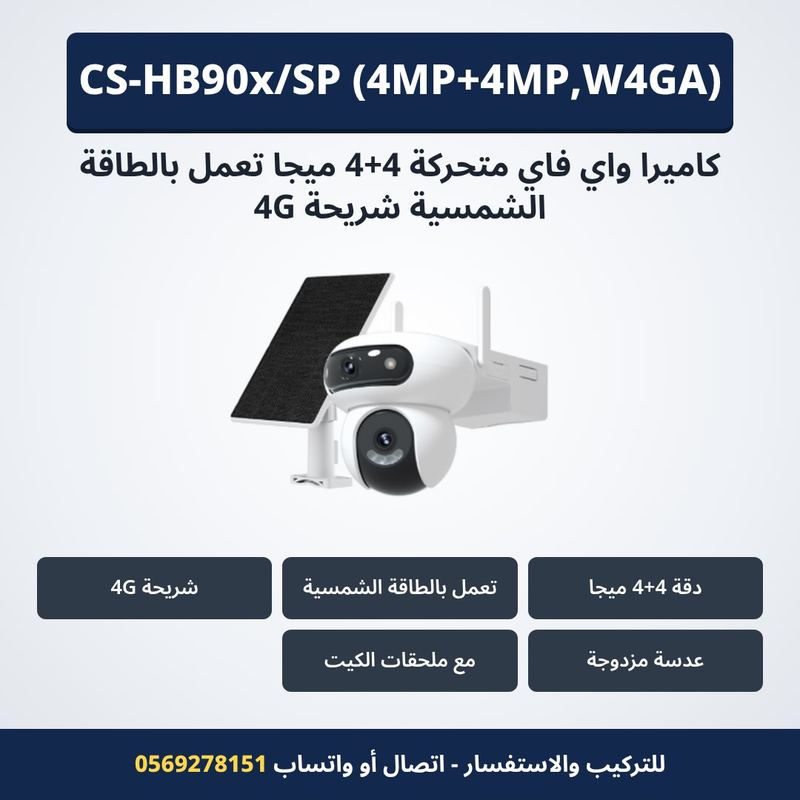 CS-HB90x/SP (4MP+4MP,W4GA)
كاميرا واي فاي متحركة 4+4 ميجا تعمل بالطاقة
الشمسية شريحة 4G
دقة 4+4 ميجا
تعمل بالطاقة الشمسية
شريحة 4G
عدسة مزدوجة
مع ملحقات الكيت
للتركيب والاستفسار - اتصال أو واتساب 0569278151